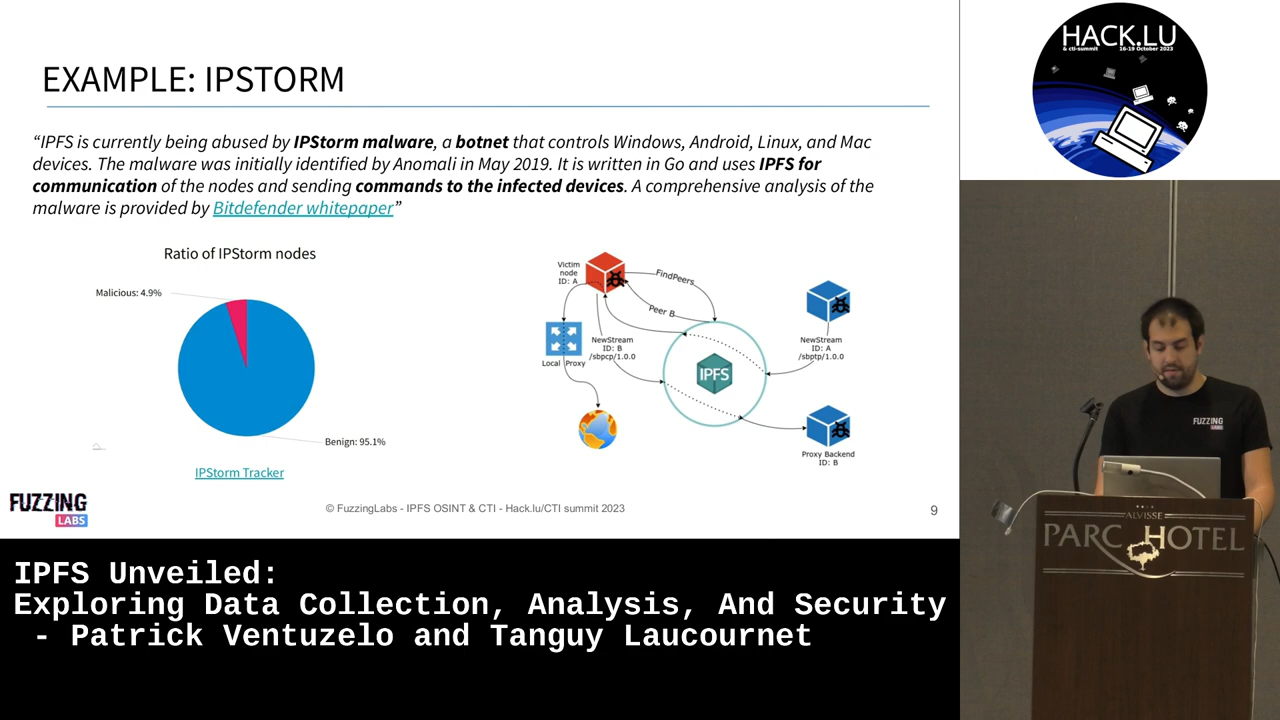 EXAMPLE: IPSTORM
“IPFS is currently being abused by IPStorm malware, a botnet that controls Windows, Android, Linux, and Mac
devices. The malware was initially identified by Anomali in May 2019. It is written in Go and uses IPFS for
communication of the nodes and sending commands to the infected devices. A comprehensive analysis of the
malware is provided by Bitdefender whitepaper”
Ratio of IPStorm nodes
Malicious: 4.9%
Benign: 95.1%
IPStorm Tracker
Victim
node
ID: A
FindPeers
Peer B
NewStream
ID: B
/sbpcp/1.0.0
Local Proxy
IPFS
NewStream
ID: A
/sbptp/1.0.0
Proxy Backend
ID: B
FUZZING
LABS
© FuzzingLabs - IPFS OSINT & CTI - Hack.lu/CTI summit 2023
9
HACK.LU
& cti-summit 16-19 October 2023
FUZZING
LABS
ALVISSE
PARC HOTEL
IPFS Unveiled:
Exploring Data Collection, Analysis, And Security
- Patrick Ventuzelo and Tanguy Laucournet